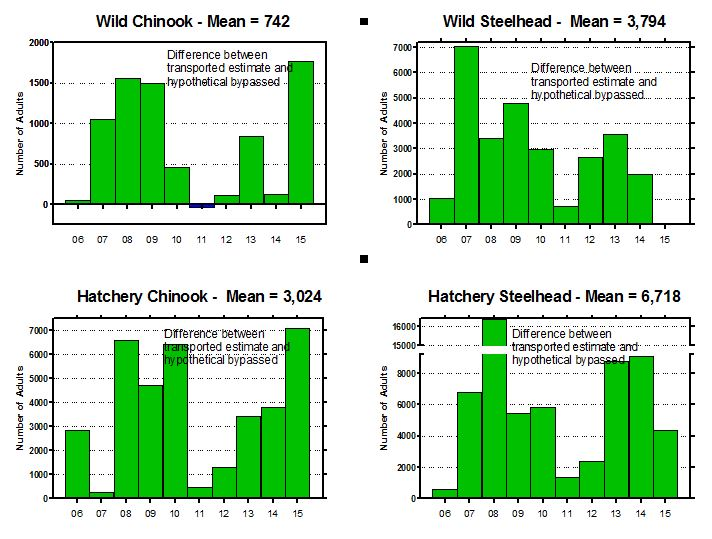 Wild Chinook - Mean = 742
Number of Adults
Difference between
transported estimate and
hypothetical bypassed
2000
1500
1000
500
0
06 07 08 09 10 11 12 13 14 15
Wild Steelhead - Mean = 3,794
Number of Adults
Difference between
transported estimate and
hypothetical bypassed
7000
6000
5000
4000
3000
2000
1000
0
06 07 08 09 10 11 12 13 14 15
Hatchery Chinook - Mean = 3,024
Number of Adults
Difference between
transported estimate and
hypothetical bypassed
7000
6000
5000
4000
3000
2000
1000
0
06 07 08 09 10 11 12 13 14 15
Hatchery Steelhead - Mean = 6,718
Number of Adults
Difference between
transported estimate and
hypothetical bypassed
16000
15000
8000
6000
4000
2000
0
06 07 08 09 10 11 12 13 14 15